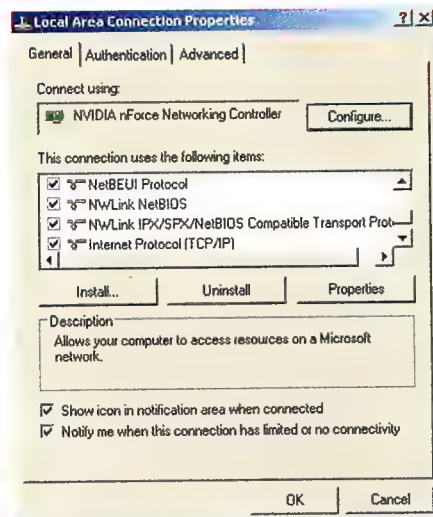 Local Area Connection Properties
General Authentication Advanced
Connect using:
NVIDIA nForce Networking Controller Configure...
This connection uses the following items:
NetBEUI Protocol
NWLink NetBIOS
NWLink IPX/SPX/NetBIOS Compatible Transport Prot
Internet Protocol (TCP/IP)
Install... Uninstall Properties
Description
Allows your computer to access resources on a Microsoft
network.
Show icon in notification area when connected
Notify me when this connection has limited or no connectivity
OK Cancel